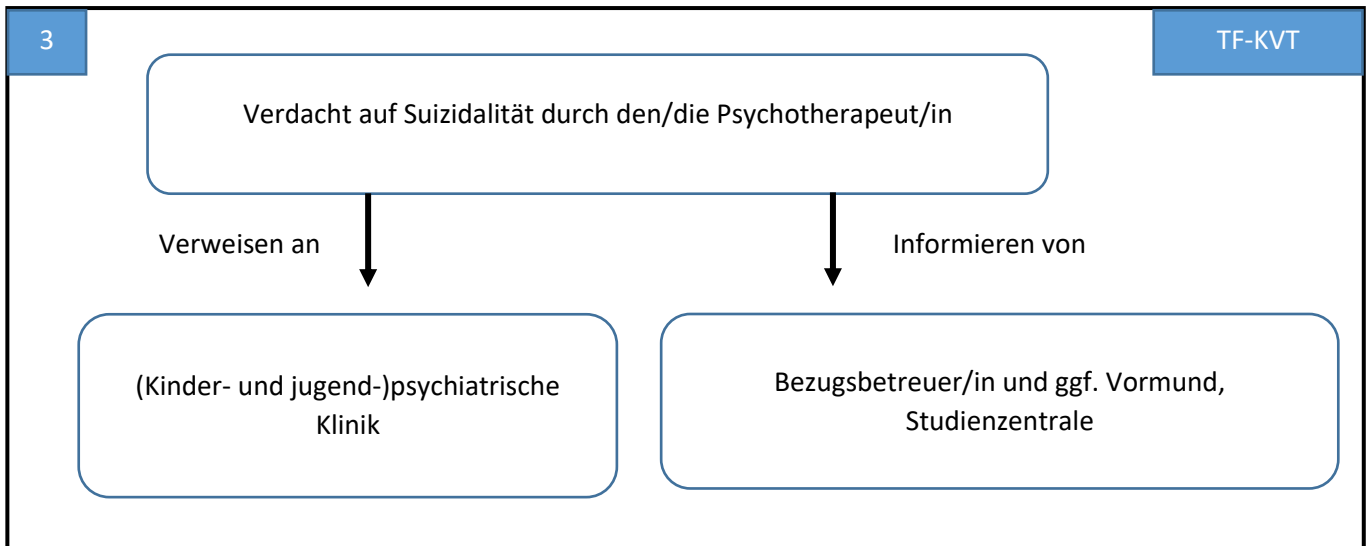 3
TF-KVT
Verdacht auf Suizidalität durch den/die Psychotherapeut/in
Verweisen an
Informieren von
(Kinder- und jugend-)psychiatrische
Klinik
Bezugsbetreuer/in und ggf. Vormund,
Studienzentrale